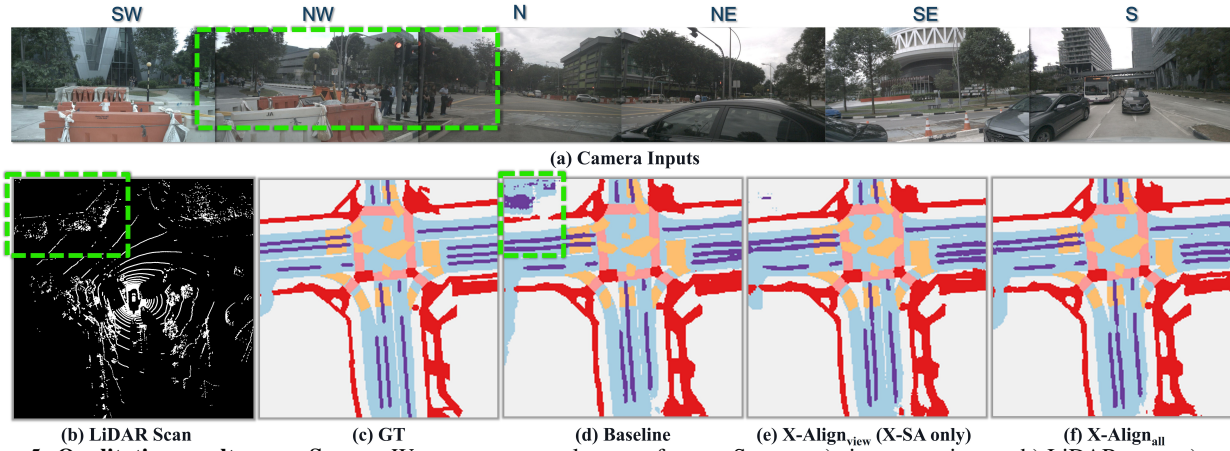 SW NW N NE SE S
(a) Camera Inputs
(b) LiDAR Scan (c) GT (d) Baseline (e) X-Align_view (X-SA only) (f) X-Align_all